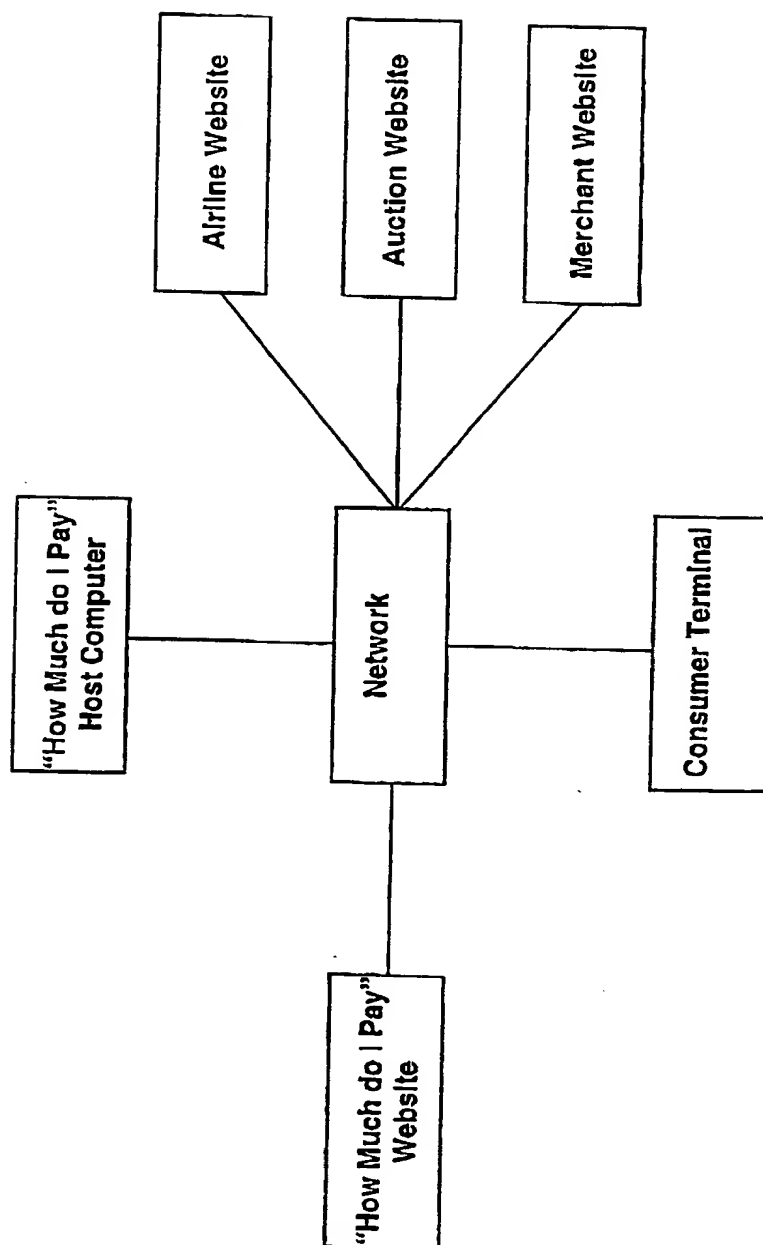 "How Much do I Pay"
Host Computer
Airline Website
Auction Website
Merchant Website
Network
"How Much do I Pay"
Website
Consumer Terminal